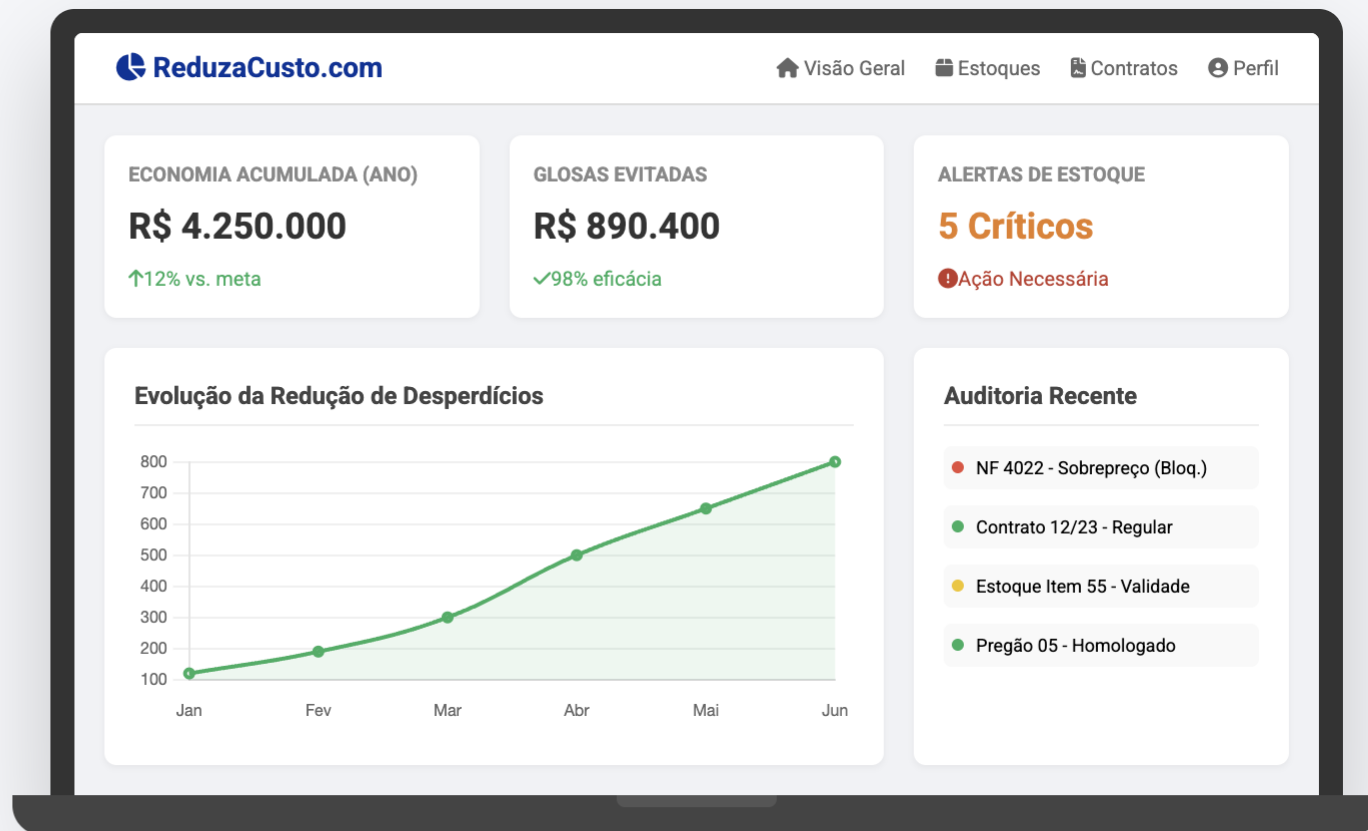 ReduzaCusto.com
Visão Geral
Estoques
Contratos
Perfil
ECONOMIA ACUMULADA (ANO)
R$ 4.250.000
12% vs. meta
GLOSAS EVITADAS
R$ 890.400
98% eficácia
ALERTAS DE ESTOQUE
5 Críticos
Ação Necessária
Evolução da Redução de Desperdícios
800
700
600
500
400
300
200
100
Jan Fev Mar Abr Mai Jun
Auditoria Recente
NF 4022 - Sobrepreço (Bloq.)
Contrato 12/23 - Regular
Estoque Item 55 - Validade
Pregão 05 - Homologado